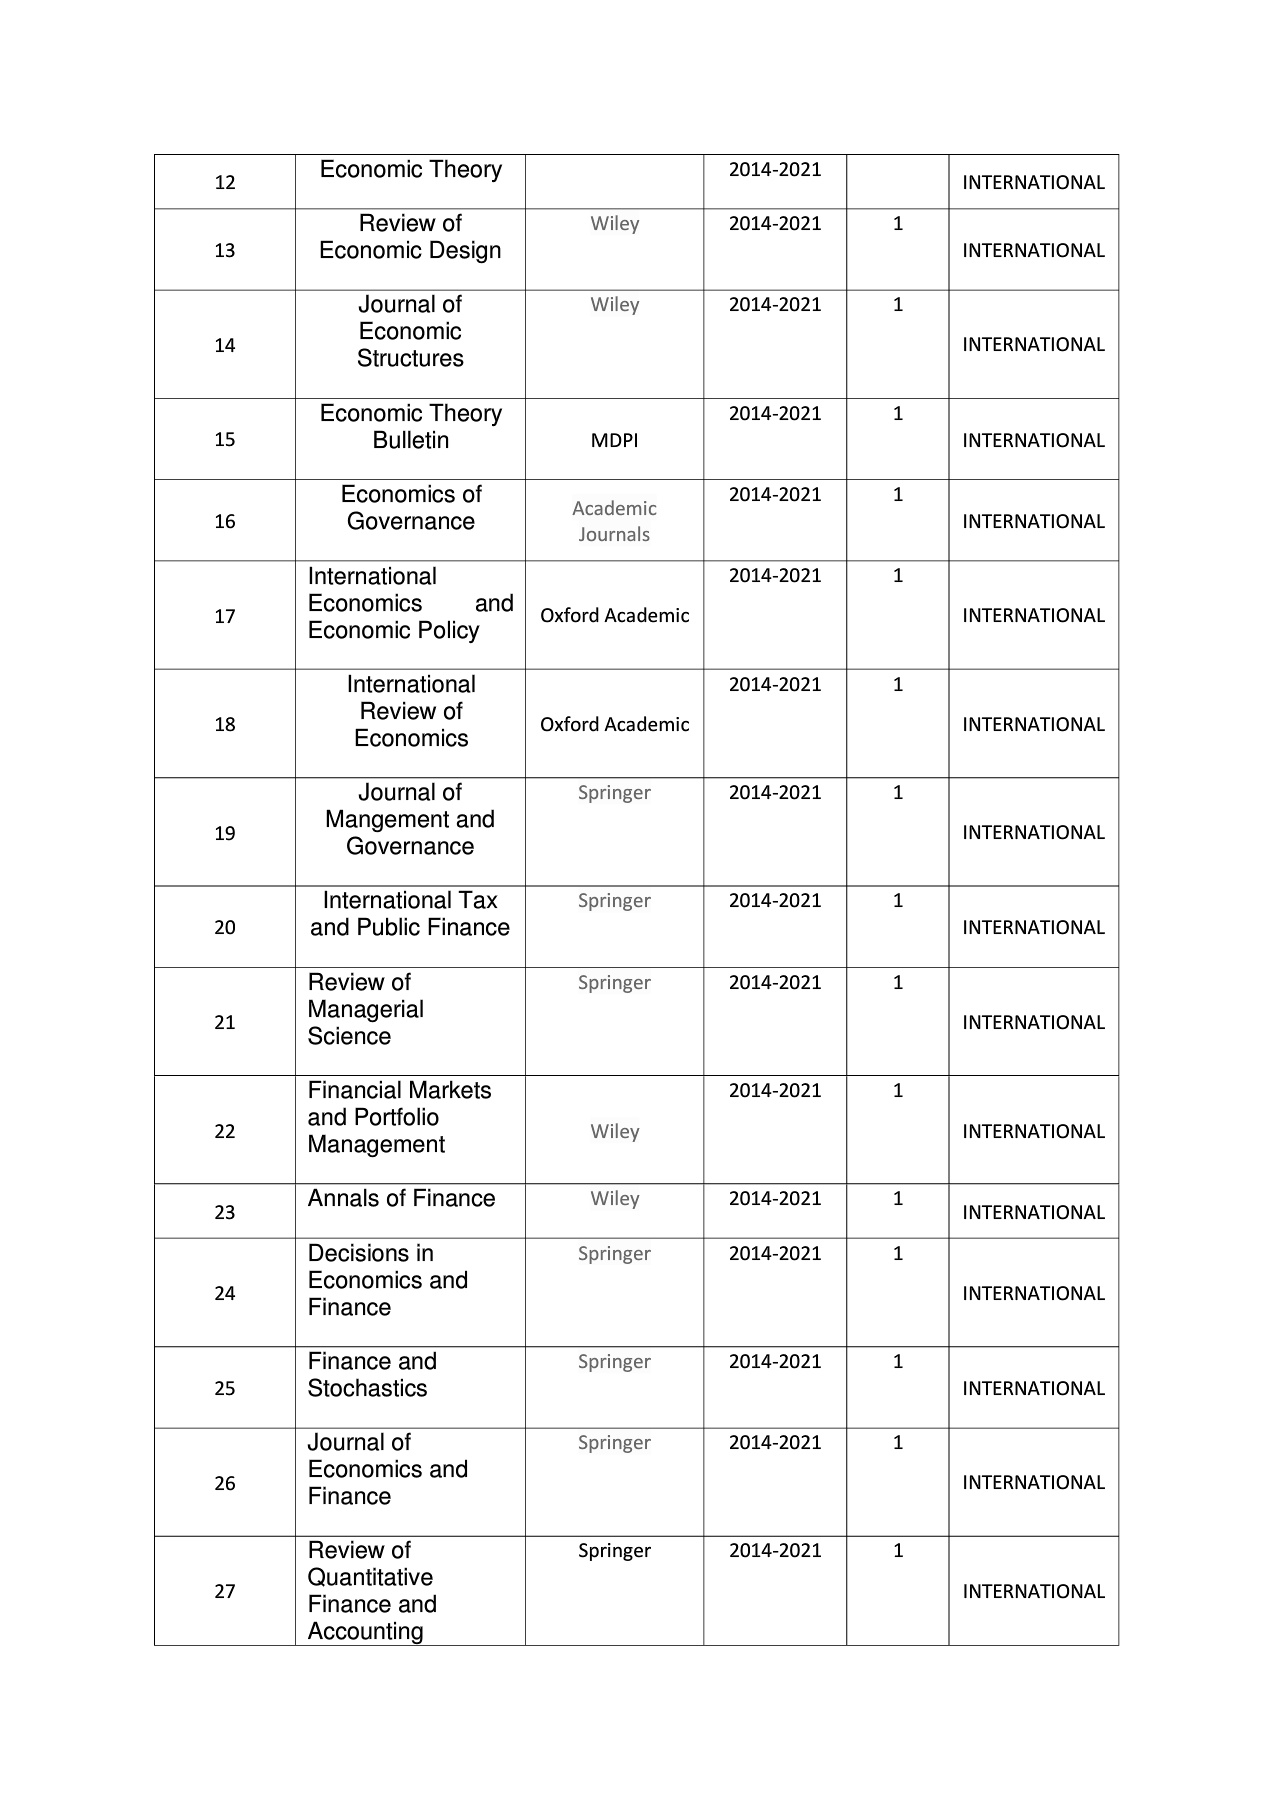 12 Economic Theory 2014-2021 INTERNATIONAL
13 Review of Economic Design Wiley 2014-2021 1 INTERNATIONAL
14 Journal of Economic Structures Wiley 2014-2021 1 INTERNATIONAL
15 Economic Theory Bulletin MDPI 2014-2021 1 INTERNATIONAL
16 Economics of Governance Academic Journals 2014-2021 1 INTERNATIONAL
17 International Economics and Economic Policy Oxford Academic 2014-2021 1 INTERNATIONAL
18 International Review of Economics Oxford Academic 2014-2021 1 INTERNATIONAL
19 Journal of Mangement and Governance Springer 2014-2021 1 INTERNATIONAL
20 International Tax and Public Finance Springer 2014-2021 1 INTERNATIONAL
21 Review of Managerial Science Springer 2014-2021 1 INTERNATIONAL
22 Financial Markets and Portfolio Management Wiley 2014-2021 1 INTERNATIONAL
23 Annals of Finance Wiley 2014-2021 1 INTERNATIONAL
24 Decisions in Economics and Finance Springer 2014-2021 1 INTERNATIONAL
25 Finance and Stochastics Springer 2014-2021 1 INTERNATIONAL
26 Journal of Economics and Finance Springer 2014-2021 1 INTERNATIONAL
27 Review of Quantitative Finance and Accounting Springer 2014-2021 1 INTERNATIONAL